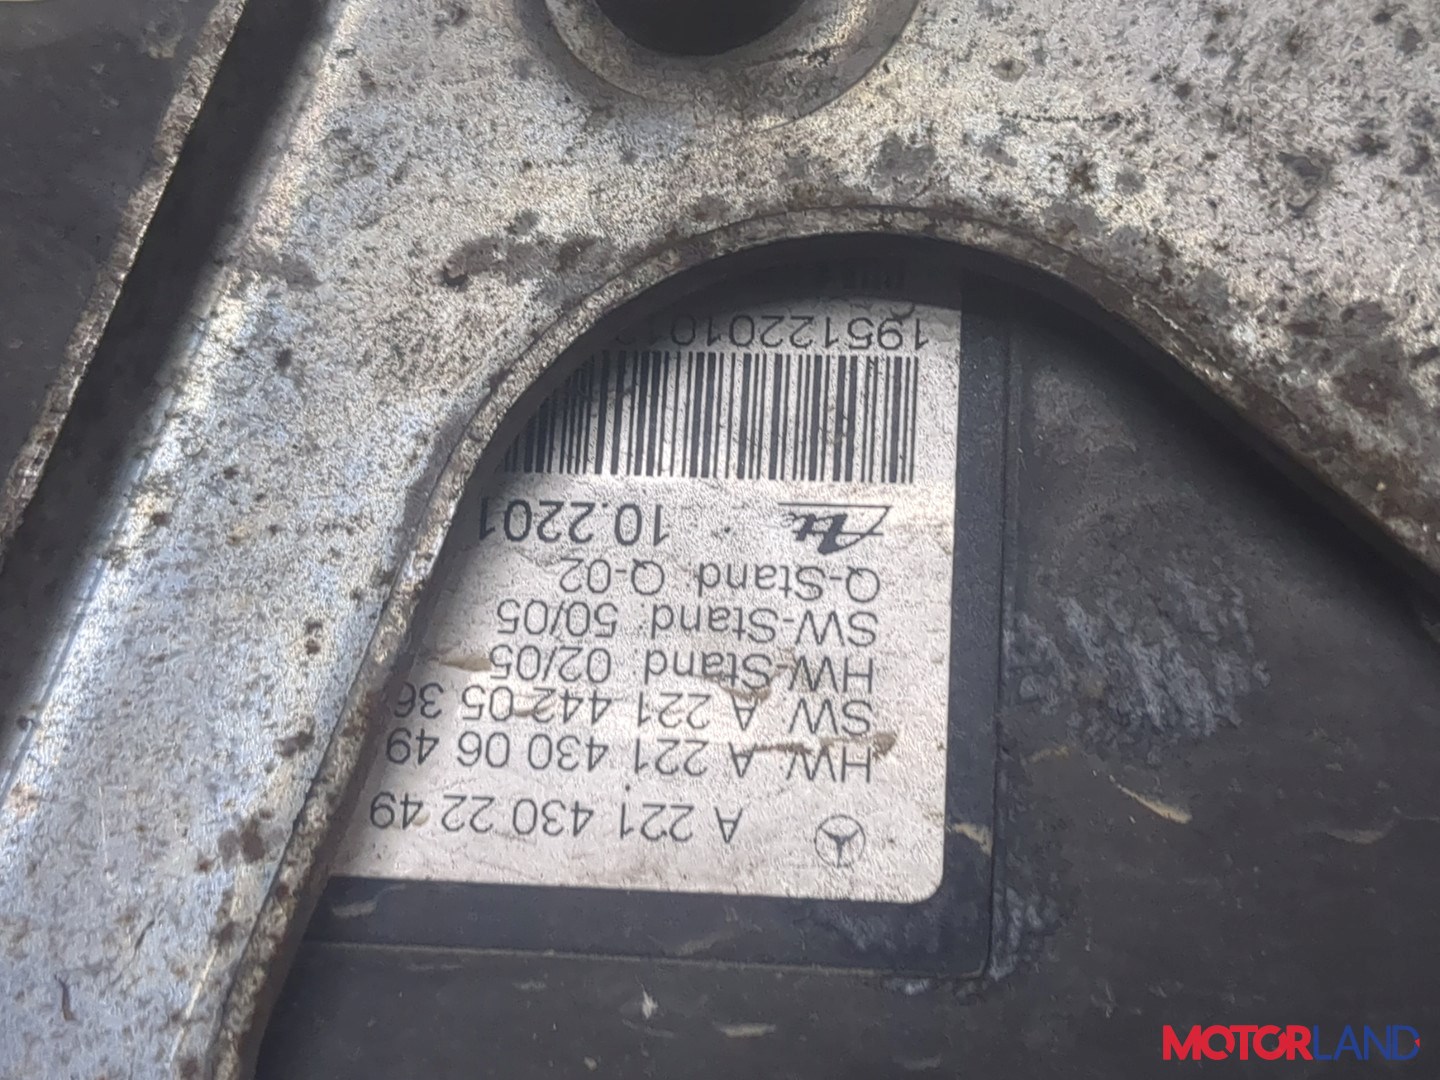 A 221 430 22 49
HW: A 221 430 06 49
SW: A 221 442 05 36
HW-Stand: 02/05
SW-Stand: 50/05
Q-Stand: Q-02
Ate 10.2201
1951220101
MOTORLAND